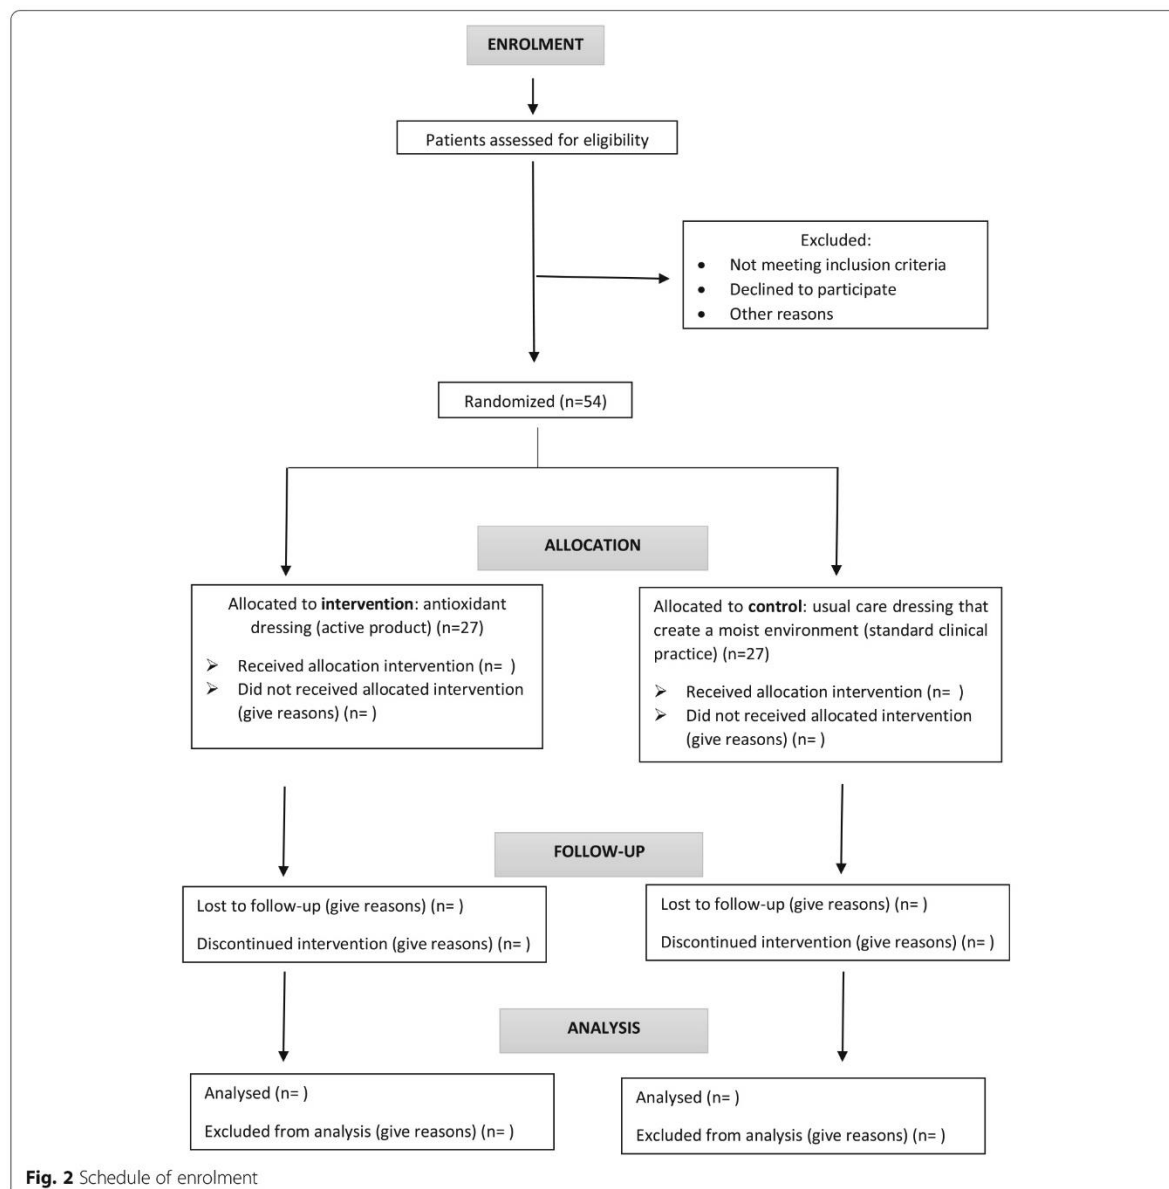 ENROLMENT
Patients assessed for eligibility
Excluded:
• Not meeting inclusion criteria
• Declined to participate
• Other reasons
Randomized (n=54)
ALLOCATION
Allocated to intervention: antioxidant
dressing (active product) (n=27)
➢ Received allocation intervention (n= )
➢ Did not received allocated intervention
(give reasons) (n= )
Allocated to control: usual care dressing that
create a moist environment (standard clinical
practice) (n=27)
➢ Received allocation intervention (n= )
➢ Did not received allocated intervention
(give reasons) (n= )
FOLLOW-UP
Lost to follow-up (give reasons) (n= )
Discontinued intervention (give reasons) (n= )
Lost to follow-up (give reasons) (n= )
Discontinued intervention (give reasons) (n= )
ANALYSIS
Analysed (n= )
Excluded from analysis (give reasons) (n= )
Analysed (n= )
Excluded from analysis (give reasons) (n= )
Fig. 2 Schedule of enrolment